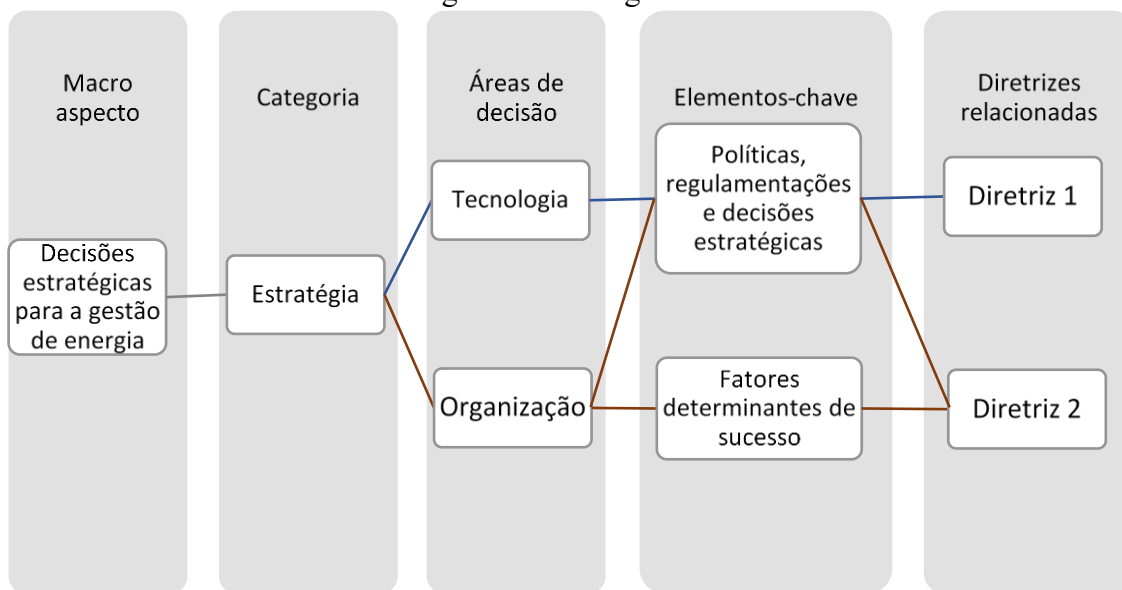 Macro
aspecto
Categoria
Áreas de
decisão
Elementos-chave
Diretrizes
relacionadas
Decisões
estratégicas
para a gestão
de energia
Estratégia
Tecnologia
Organização
Políticas,
regulamentações
e decisões
estratégicas
Fatores
determinantes de
sucesso
Diretriz 1
Diretriz 2